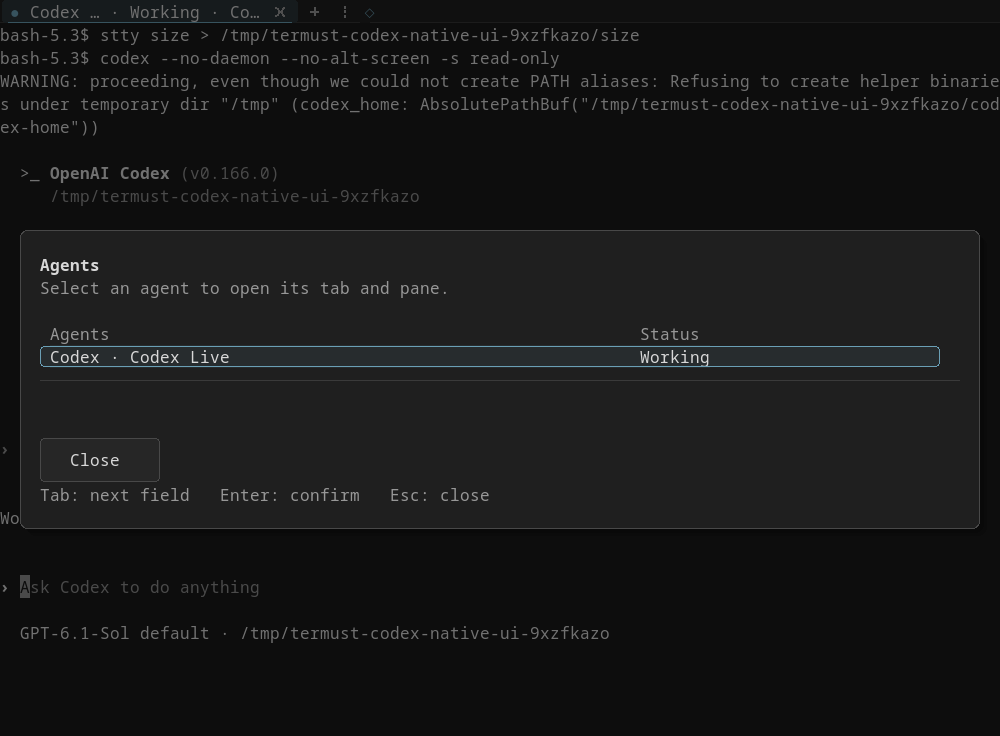 ● Codex … · Working · Co… × + ⋮ ◇
bash-5.3$ stty size > /tmp/termust-codex-native-ui-9xzfkazo/size
bash-5.3$ codex --no-daemon --no-alt-screen -s read-only
WARNING: proceeding, even though we could not create PATH aliases: Refusing to create helper binarie
s under temporary dir "/tmp" (codex_home: AbsolutePathBuf("/tmp/termust-codex-native-ui-9xzfkazo/cod
ex-home"))
>_ OpenAI Codex (v0.166.0)
/tmp/termust-codex-native-ui-9xzfkazo
Agents
Select an agent to open its tab and pane.
Agents Status
Codex · Codex Live Working
›
Close
Tab: next field Enter: confirm Esc: close
Wo
› Ask Codex to do anything
GPT-6.1-Sol default · /tmp/termust-codex-native-ui-9xzfkazo